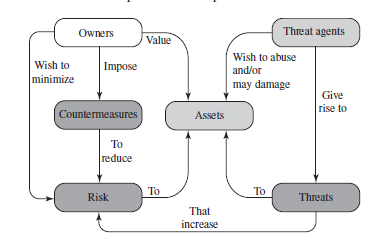 Owners
Threat agents
Value
Wish to
minimize
Impose
Wish to abuse
and/or
may damage
Give
rise to
Countermeasures
Assets
To
reduce
Risk
To
To
Threats
That
increase